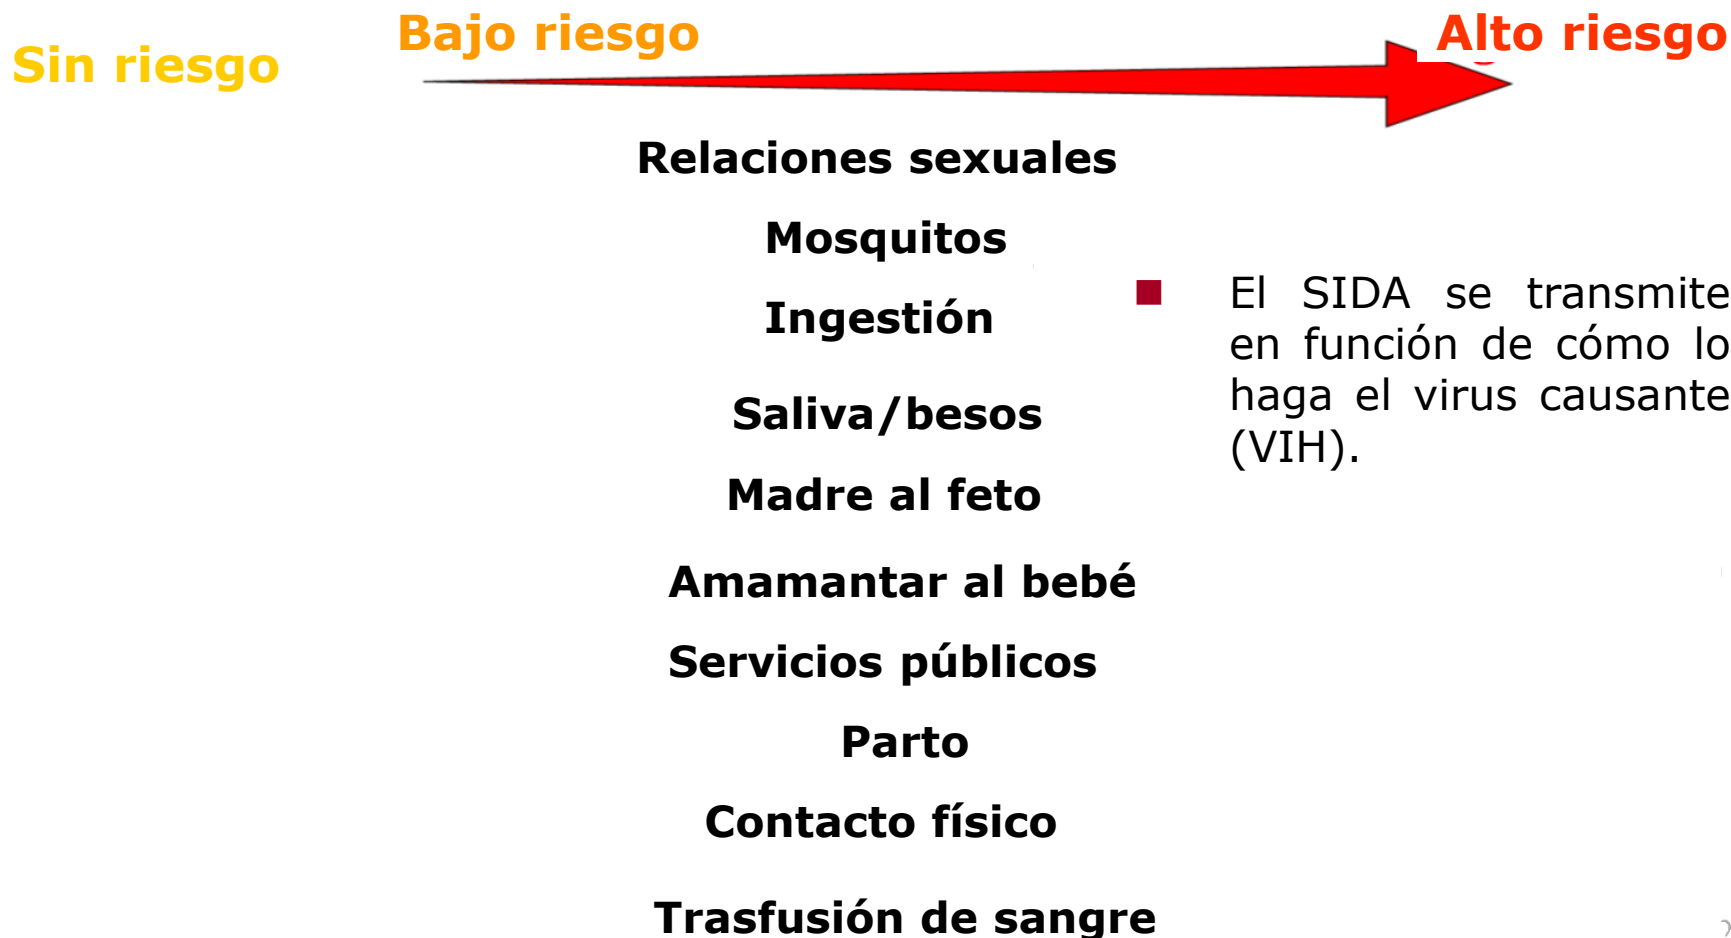 Sin riesgo
Bajo riesgo
Alto riesgo
Relaciones sexuales
Mosquitos
Ingestión
Saliva/besos
Madre al feto
Amamantar al bebé
Servicios públicos
Parto
Contacto físico
Trasfusión de sangre
El SIDA se transmite
en función de cómo lo
haga el virus causante
(VIH).